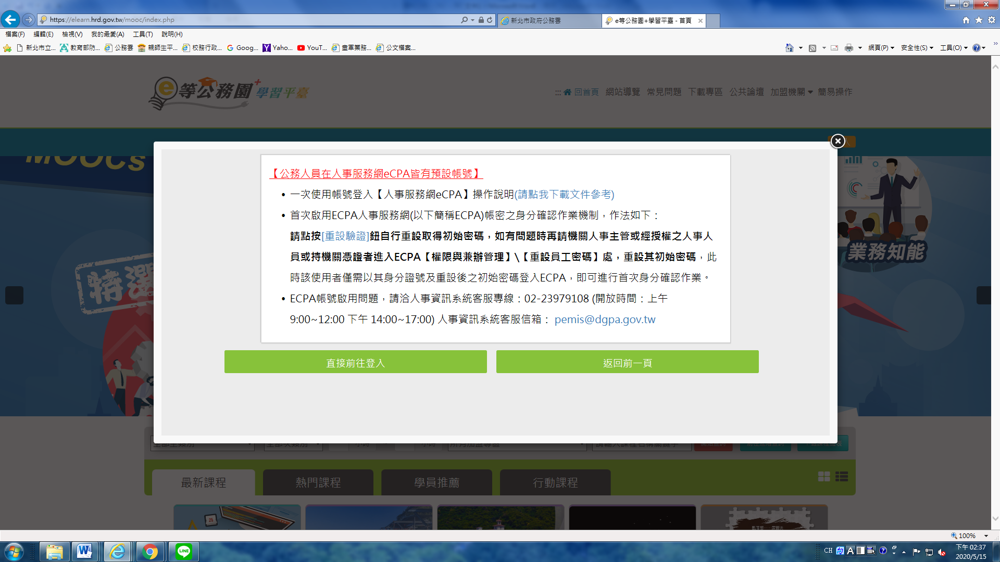 https://elearn.hrd.gov.tw/mooc/index.php
新北市政府公務雲
e等公務園+學習平臺 - 首頁
檔案(F) 編輯(E) 檢視(V) 我的最愛(A) 工具(T) 說明(H)
新北市立... 教育部防... 公務雲 親師生平... 校務行政... Goog... Yaho... YouT... 童軍業務... 公文檔案...
網頁(P) 安全性(S) 工具(O)
e等公務園+學習平臺
::: 回首頁 網站導覽 常見問題 下載專區 公共論壇 加盟機關 簡易操作
MOOCs
【公務人員在人事服務網eCPA皆有預設帳號】
• 一次使用帳號登入【人事服務網eCPA】操作說明(請點我下載文件參考)
• 首次啟用ECPA人事服務網(以下簡稱ECPA)帳密之身分確認作業機制，作法如下：
請點按[重設驗證]鈕自行重設取得初始密碼，如有問題時再請機關人事主管或經授權之人事人
員或持機關憑證者進入ECPA【權限與兼辦管理】\【重設員工密碼】處，重設其初始密碼，此
時該使用者僅需以其身分證號及重設後之初始密碼登入ECPA，即可進行首次身分確認作業。
• ECPA帳號啟用問題，請洽人事資訊系統客服專線：02-23979108 (開放時間：上午
9:00~12:00 下午 14:00~17:00) 人事資訊系統客服信箱： pemis@dgpa.gov.tw
特選
業務知能
直接前往登入
返回前一頁
最新課程 熱門課程 學員推薦 行動課程
25
100%
LINE
CH
下午 02:37
2020/5/15